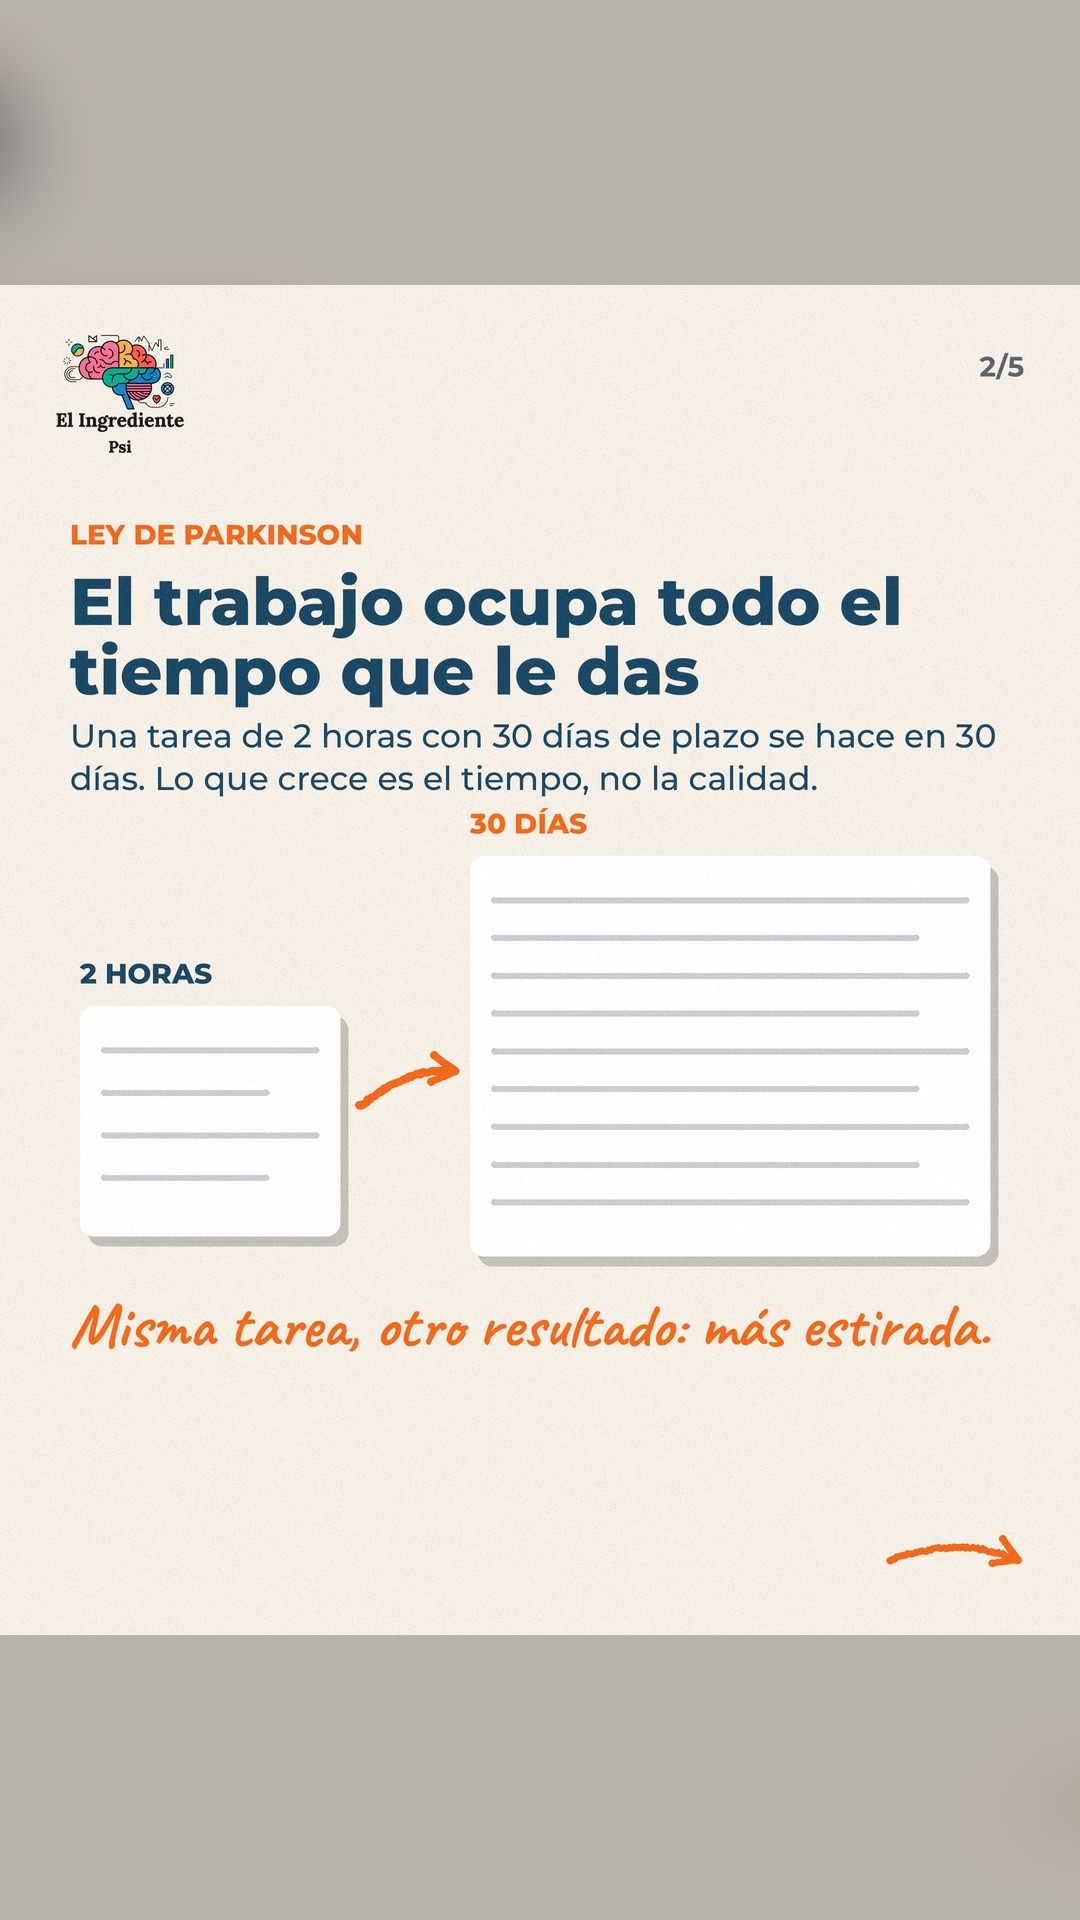 El Ingrediente
Psi
2/5
LEY DE PARKINSON
El trabajo ocupa todo el
tiempo que le das
Una tarea de 2 horas con 30 días de plazo se hace en 30
días. Lo que crece es el tiempo, no la calidad.
30 DÍAS
2 HORAS
Misma tarea, otro resultado: más estirada.